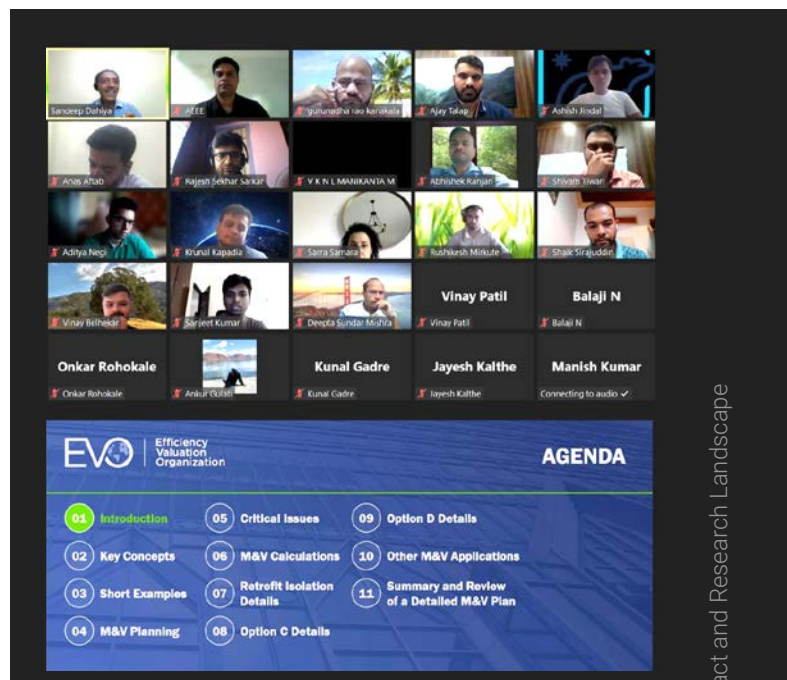 Sandeep Dahiya
AEEE
gurunadha rao kanakala
Ajay Talap
Ashish Jindal
Anas Aftab
Rajesh Sekhar Sarkar
V K N L MANIKANTA M
Abhishek Ranjan
Shivam Tiwari
Aditya Negi
Krunal Kapadia
Sarra Samara
Rushikesh Mirkute
Shaik Sirajuddin
Vinay Belhekar
Sanjeet Kumar
Deepta Sundar Mishra
Vinay Patil
Vinay Patil
Balaji N
Balaji N
Onkar Rohokale
Onkar Rohokale
Ankur Gulati
Kunal Gadre
Kunal Gadre
Jayesh Kalthe
Jayesh Kalthe
Manish Kumar
Connecting to audio ✓
EVO
Efficiency
Valuation
Organization
AGENDA
01 Introduction
02 Key Concepts
03 Short Examples
04 M&V Planning
05 Critical Issues
06 M&V Calculations
07 Retrofit Isolation
Details
08 Option C Details
09 Option D Details
10 Other M&V Applications
11 Summary and Review
of a Detailed M&V Plan
and Research Landscape